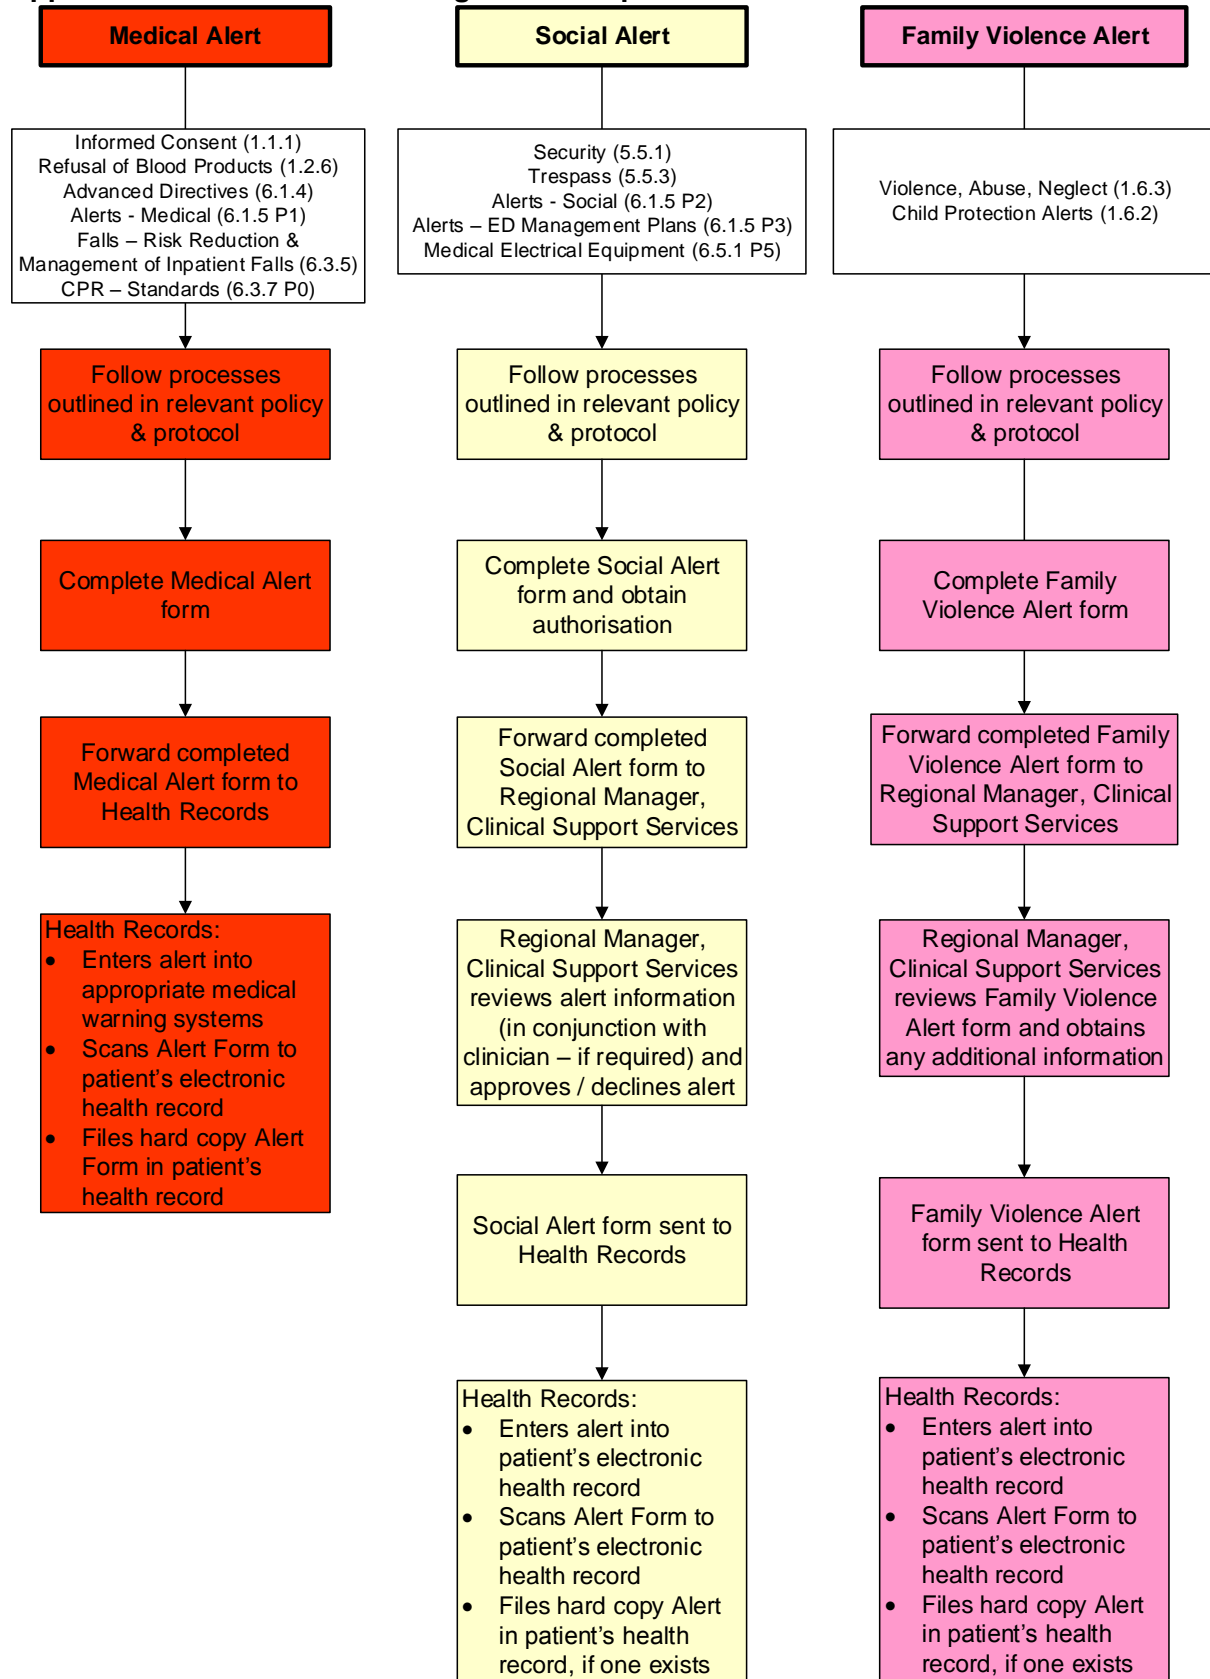 Medical Alert
Informed Consent (1.1.1)
Refusal of Blood Products (1.2.6)
Advanced Directives (6.1.4)
Alerts - Medical (6.1.5 P1)
Falls – Risk Reduction &
Management of Inpatient Falls (6.3.5)
CPR – Standards (6.3.7 P0)
Follow processes
outlined in relevant policy
& protocol
Complete Medical Alert
form
Forward completed
Medical Alert form to
Health Records
Health Records:
• Enters alert into
appropriate medical
warning systems
• Scans Alert Form to
patient’s electronic
health record
• Files hard copy Alert
Form in patient’s
health record
Social Alert
Security (5.5.1)
Trespass (5.5.3)
Alerts - Social (6.1.5 P2)
Alerts – ED Management Plans (6.1.5 P3)
Medical Electrical Equipment (6.5.1 P5)
Follow processes
outlined in relevant policy
& protocol
Complete Social Alert
form and obtain
authorisation
Forward completed
Social Alert form to
Regional Manager,
Clinical Support Services
Regional Manager,
Clinical Support Services
reviews alert information
(in conjunction with
clinician – if required) and
approves / declines alert
Social Alert form sent to
Health Records
Health Records:
• Enters alert into
patient’s electronic
health record
• Scans Alert Form to
patient’s electronic
health record
• Files hard copy Alert
in patient’s health
record, if one exists
Family Violence Alert
Violence, Abuse, Neglect (1.6.3)
Child Protection Alerts (1.6.2)
Follow processes
outlined in relevant policy
& protocol
Complete Family
Violence Alert form
Forward completed Family
Violence Alert form to
Regional Manager, Clinical
Support Services
Regional Manager,
Clinical Support Services
reviews Family Violence
Alert form and obtains
any additional information
Family Violence Alert
form sent to Health
Records
Health Records:
• Enters alert into
patient’s electronic
health record
• Scans Alert Form to
patient’s electronic
health record
• Files hard copy Alert
in patient’s health
record, if one exists